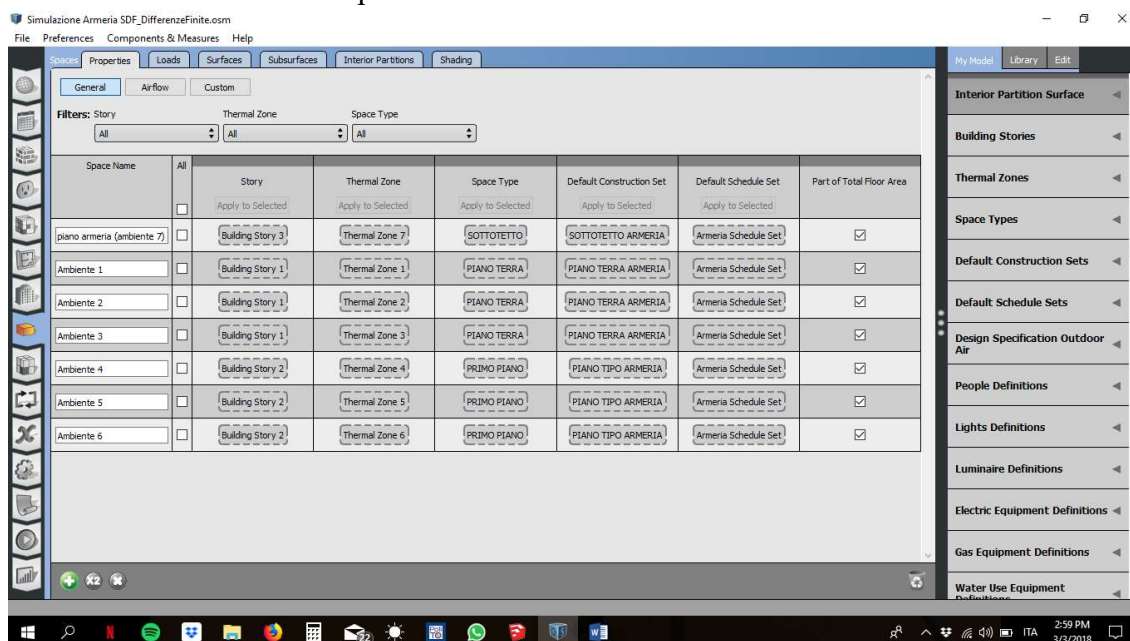 Simulazione Armeria SDF_DifferenzeFinite.osm
File Preferences Components & Measures Help
Spaces Properties Loads Surfaces Subsurfaces Interior Partitions Shading
My Model Library Edit
General Airflow Custom
Filters: Story Thermal Zone Space Type
All All All
Space Name All Story Thermal Zone Space Type Default Construction Set Default Schedule Set Part of Total Floor Area
Apply to Selected Apply to Selected Apply to Selected Apply to Selected Apply to Selected
piano armeria (ambiente 7) Building Story 3 Thermal Zone 7 SOTTOTETTO SOTTOTETTO ARMERIA Armeria Schedule Set
Ambiente 1 Building Story 1 Thermal Zone 1 PIANO TERRA PIANO TERRA ARMERIA Armeria Schedule Set
Ambiente 2 Building Story 1 Thermal Zone 2 PIANO TERRA PIANO TERRA ARMERIA Armeria Schedule Set
Ambiente 3 Building Story 1 Thermal Zone 3 PIANO TERRA PIANO TERRA ARMERIA Armeria Schedule Set
Ambiente 4 Building Story 2 Thermal Zone 4 PRIMO PIANO PIANO TIPO ARMERIA Armeria Schedule Set
Ambiente 5 Building Story 2 Thermal Zone 5 PRIMO PIANO PIANO TIPO ARMERIA Armeria Schedule Set
Ambiente 6 Building Story 2 Thermal Zone 6 PRIMO PIANO PIANO TIPO ARMERIA Armeria Schedule Set
Interior Partition Surface
Building Stories
Thermal Zones
Space Types
Default Construction Sets
Default Schedule Sets
Design Specification Outdoor
Air
People Definitions
Lights Definitions
Luminaire Definitions
Electric Equipment Definitions
Gas Equipment Definitions
Water Use Equipment
Definitions
X2
22
ITA
2:59 PM
3/3/2018